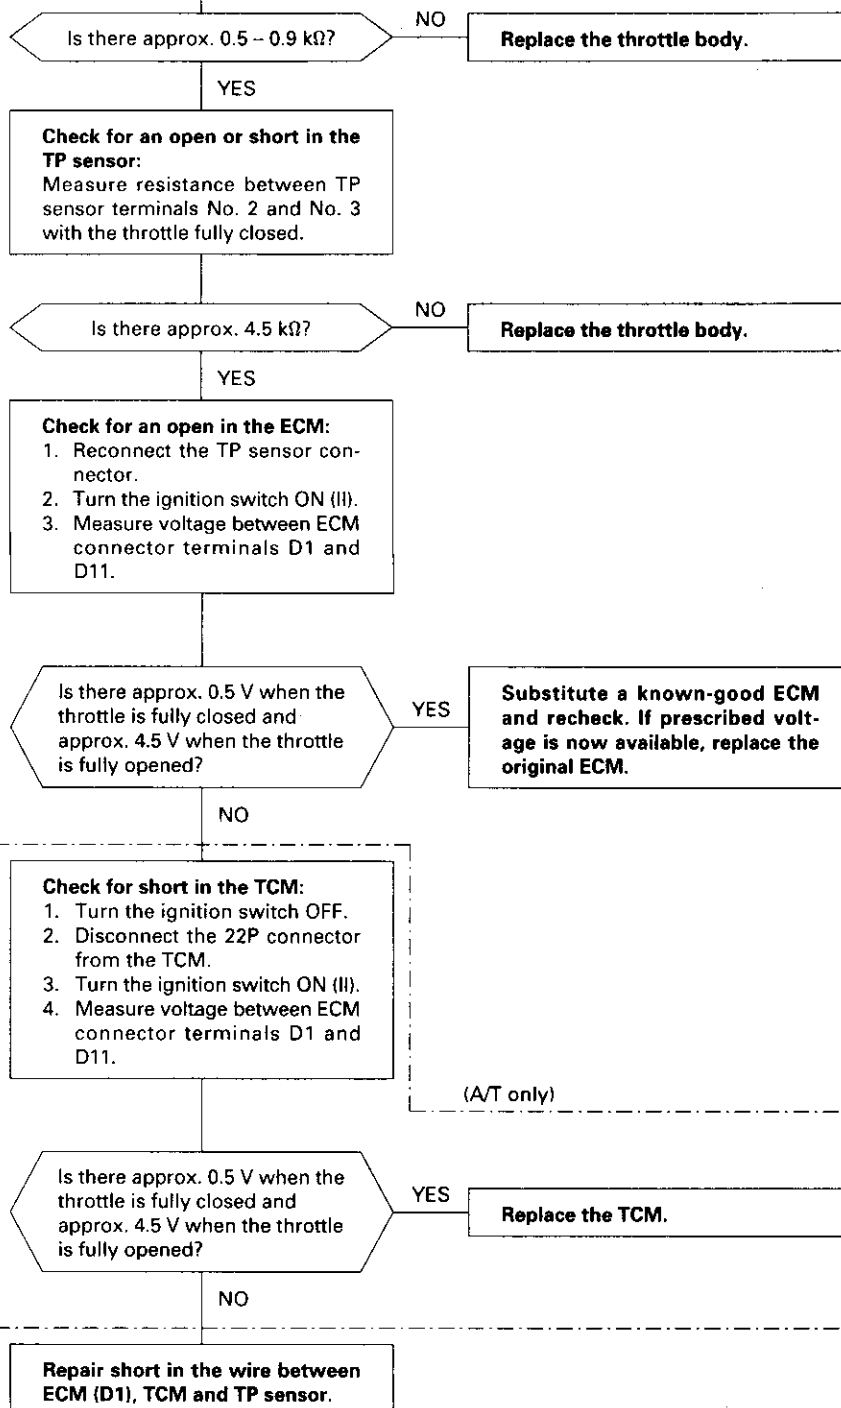 Is there approx. 0.5 – 0.9 kΩ?
NO
Replace the throttle body.
YES
Check for an open or short in the
TP sensor:
Measure resistance between TP
sensor terminals No. 2 and No. 3
with the throttle fully closed.
Is there approx. 4.5 kΩ?
NO
Replace the throttle body.
YES
Check for an open in the ECM:
1. Reconnect the TP sensor con-
nector.
2. Turn the ignition switch ON (II).
3. Measure voltage between ECM
connector terminals D1 and
D11.
Is there approx. 0.5 V when the
throttle is fully closed and
approx. 4.5 V when the throttle
is fully opened?
YES
Substitute a known-good ECM
and recheck. If prescribed volt-
age is now available, replace the
original ECM.
NO
Check for short in the TCM:
1. Turn the ignition switch OFF.
2. Disconnect the 22P connector
from the TCM.
3. Turn the ignition switch ON (II).
4. Measure voltage between ECM
connector terminals D1 and
D11.
(A/T only)
Is there approx. 0.5 V when the
throttle is fully closed and
approx. 4.5 V when the throttle
is fully opened?
YES
Replace the TCM.
NO
Repair short in the wire between
ECM (D1), TCM and TP sensor.